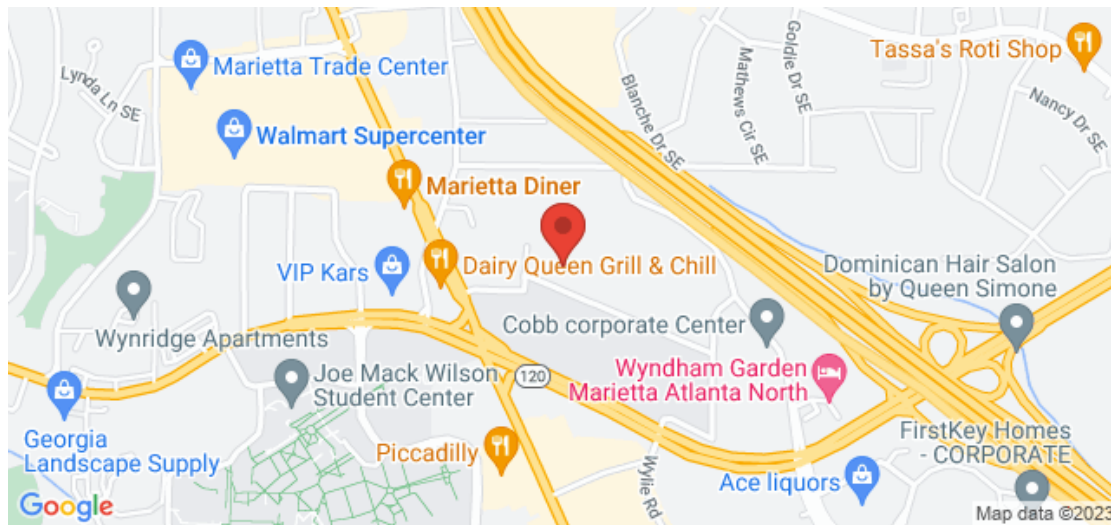 Goldie Dr SE
Tassa's Roti Shop
Marietta Trade Center
Lynda Ln SE
Mathews Cir SE
Nancy Dr SE
Blanche Dr SE
Walmart Supercenter
Marietta Diner
VIP Kars
Dairy Queen Grill & Chill
Dominican Hair Salon
by Queen Simone
Wynridge Apartments
Cobb corporate Center
Joe Mack Wilson
Student Center
120
Wyndham Garden
Marietta Atlanta North
Georgia
Landscape Supply
Piccadilly
Wylie Rd
FirstKey Homes
- CORPORATE
Ace liquors
Google
Map data ©2023